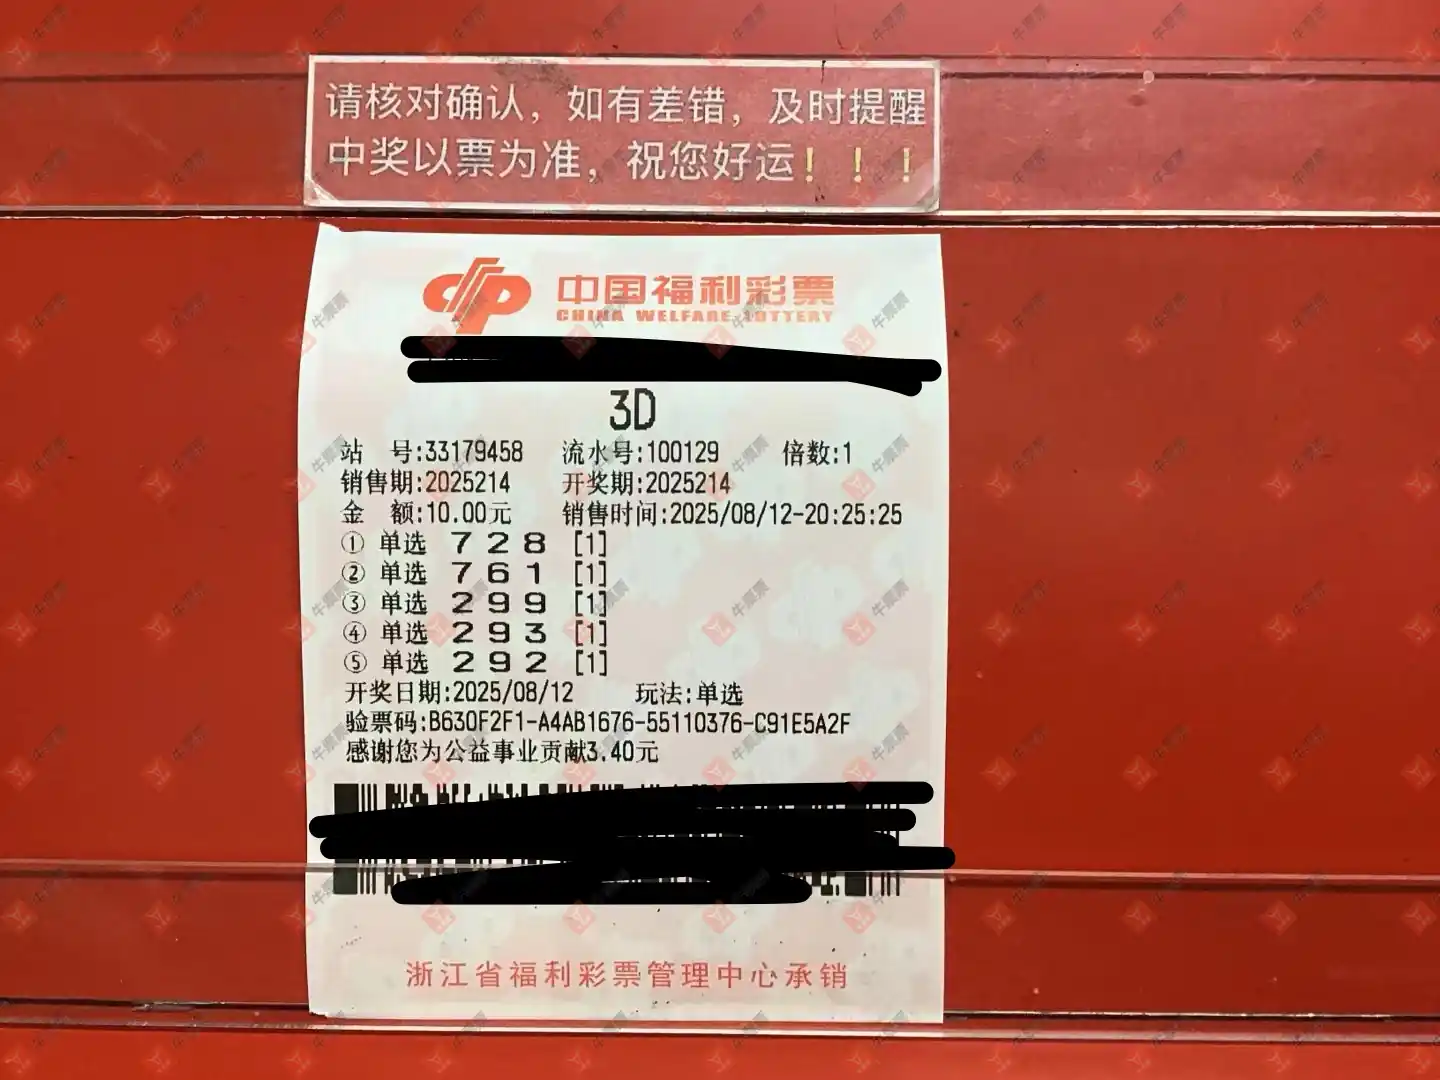 请核对确认，如有差错，及时提醒
中奖以票为准，祝您好运！！！
中国福利彩票
CHINA WELFARE LOTTERY
3D
站 号:33179458 流水号:100129 倍数:1
销售期:2025214 开奖期:2025214
金 额:10.00元 销售时间:2025/08/12-20:25:25
① 单选 7 2 8 [1]
② 单选 7 6 1 [1]
③ 单选 2 9 9 [1]
④ 单选 2 9 3 [1]
⑤ 单选 2 9 2 [1]
开奖日期:2025/08/12 玩法:单选
验票码:B630F2F1-A4AB1676-55110376-C91E5A2F
感谢您为公益事业贡献3.40元
浙江省福利彩票管理中心承销
牛票票